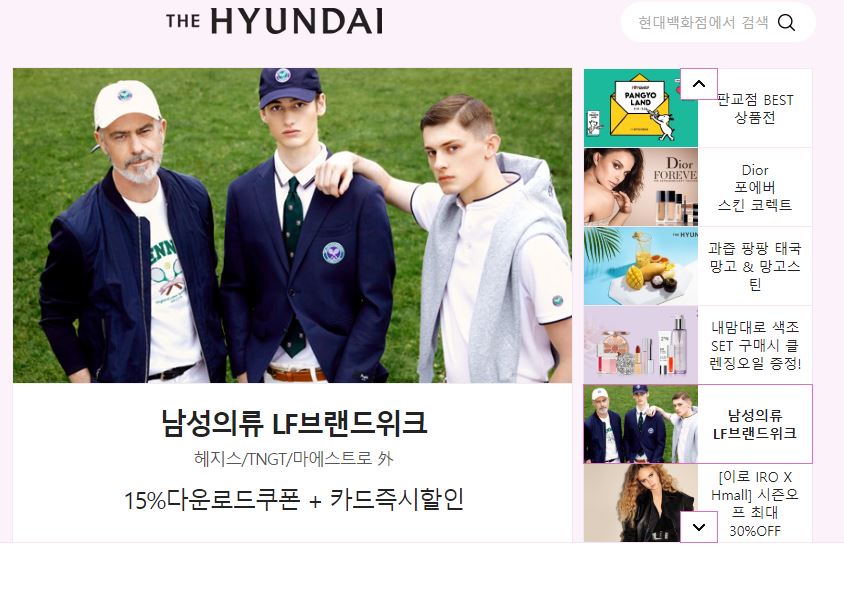 THE HYUNDAI
현대백화점에서 검색
남성의류 LF브랜드위크
헤지스/TNGT/마에스트로 外
15%다운로드쿠폰 + 카드즉시할인
PANGYO
LAND
판교점 BEST
상품전
Dior
FOREVER
Dior
포에버
스킨 코렉트
THE HYUN
과즙 팡팡 태국
망고 & 망고스
틴
내맘대로 색조
SET 구매시 클
렌징오일 증정!
남성의류
LF브랜드위크
[이로 IRO X
Hmall] 시즌오
프 최대
30%OFF